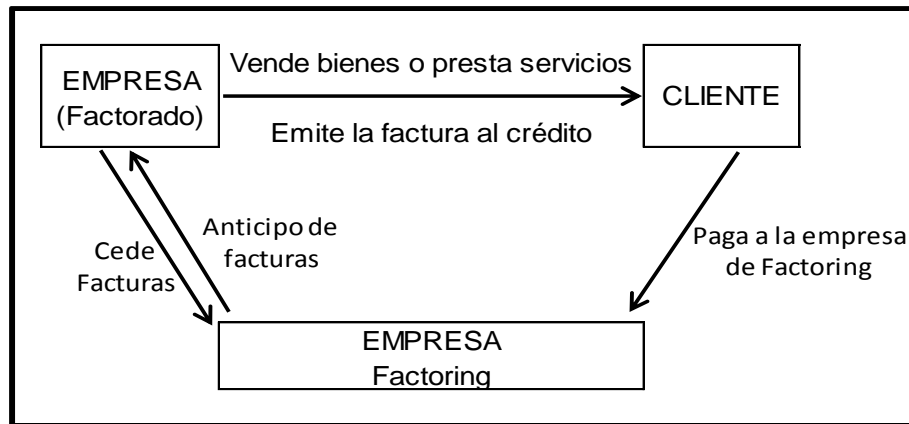 EMPRESA
(Factorado)
Vende bienes o presta servicios
Emite la factura al crédito
CLIENTE
Cede
Facturas
Anticipo de
facturas
Paga a la empresa
de Factoring
EMPRESA
Factoring